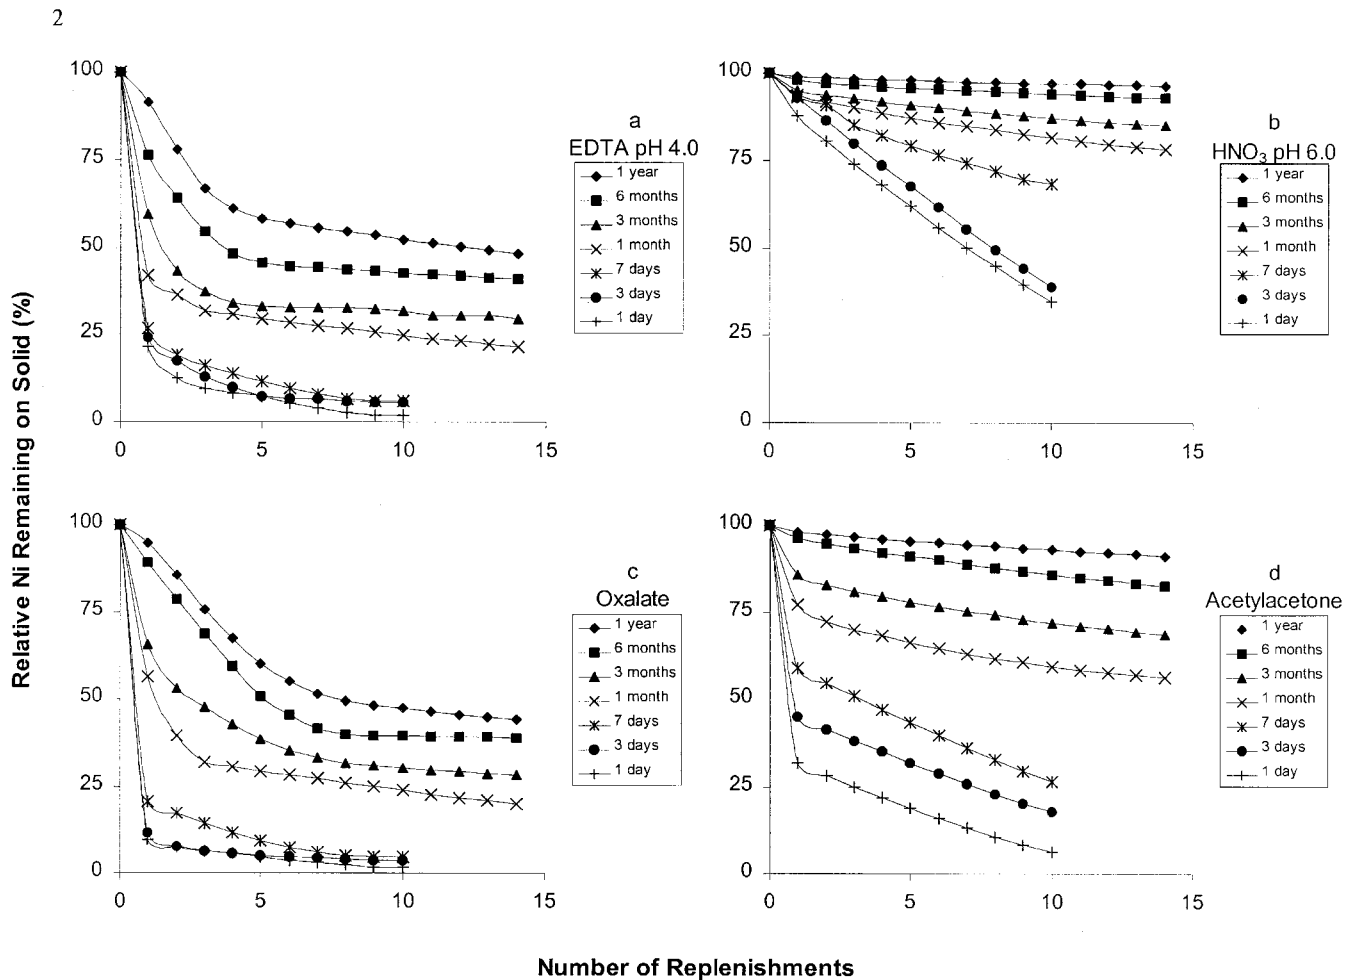 2
Relative Ni Remaining on Solid (%)
100
75
50
25
0
0 5 10 15
a
EDTA pH 4.0
1 year
6 months
3 months
1 month
7 days
3 days
1 day
100
75
50
25
0
0 5 10 15
b
HNO₃ pH 6.0
1 year
6 months
3 months
1 month
7 days
3 days
1 day
100
75
50
25
0
0 5 10 15
c
Oxalate
1 year
6 months
3 months
1 month
7 days
3 days
1 day
100
75
50
25
0
0 5 10 15
d
Acetylacetone
1 year
6 months
3 months
1 month
7 days
3 days
1 day
Number of Replenishments